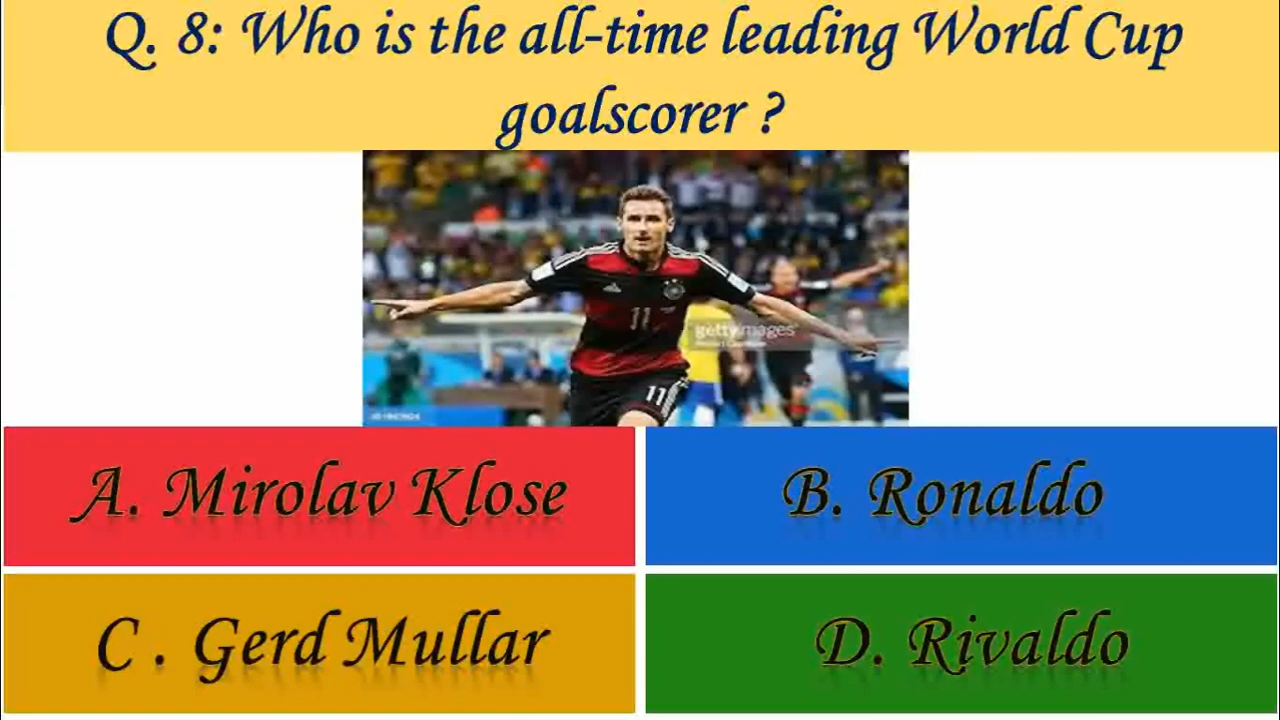 Q. 8: Who is the all-time leading World Cup
goalscorer ?
11
gettyimages
11
A. Mirolav Klose
B. Ronaldo
C . Gerd Mullar
D. Rivaldo